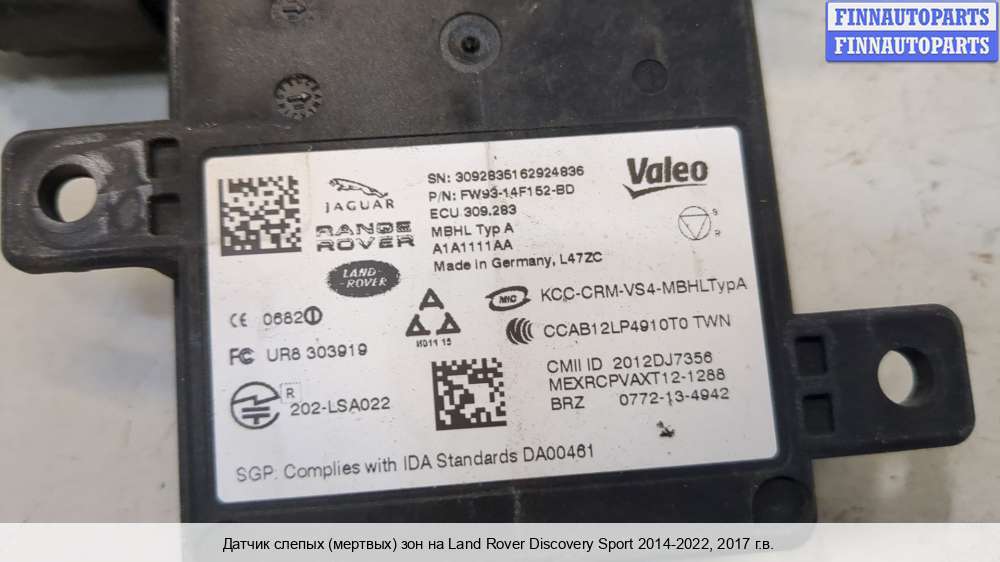 FINNAUTOPARTS
FINNAUTOPARTS
SN: 3092835162924836
P/N: FW93-14F152-BD
ECU 309.283
MBHL Typ A
A1A1111AA
Made in Germany, L47ZC
Valeo
9
R
JAGUAR
RANGE
ROVER
LAND-
-ROVER
MIC
KCC-CRM-VS4-MBHLTypA
CE 0682
CCAB12LP4910T0 TWN
FC UR8 303919
CMII ID 2012DJ7356
MEXRCPVAXT12-1288
R
202-LSA022
BRZ 0772-13-4942
SGP: Complies with IDA Standards DA00461
Датчик слепых (мертвых) зон на Land Rover Discovery Sport 2014-2022, 2017 г.в.